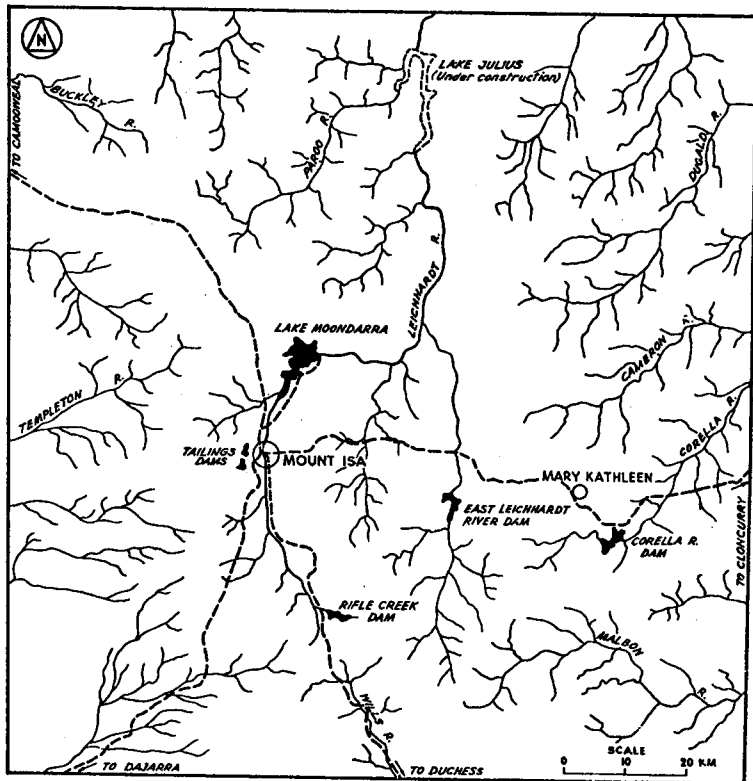 N
LAKE JULIUS
(Under construction)
TO CAMOOWEAL
BUCKLEY
R.
PAROO R.
DUGALD R.
LEICHHARDT R.
LAKE MOONDARRA
CAMERON R.
TEMPLETON R.
CORELLA R.
TAILINGS
DAMS
MOUNT ISA
MARY KATHLEEN
EAST LEICHHARDT
RIVER DAM
CORELLA R.
DAM
TO CLONCURRY
RIFLE CREEK
DAM
MALBON
R.
WILLS R.
SCALE
0 10 20 KM
TO DAJARRA
TO DUCHESS